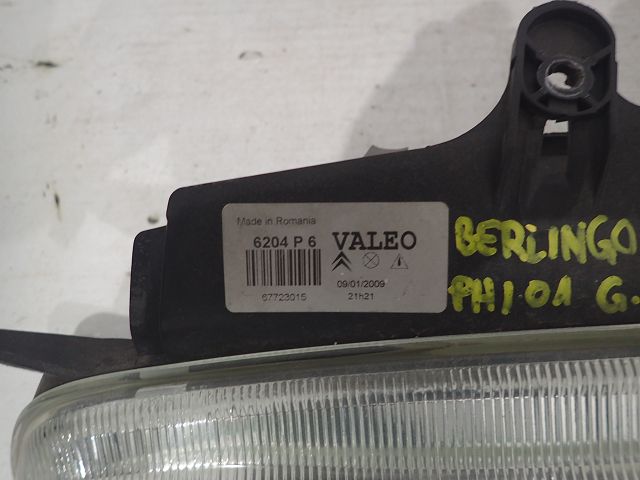 Made in Romania
6204 P 6 VALEO
09/01/2009
67723015 21h21
BERLINGO
PH1.01 G.